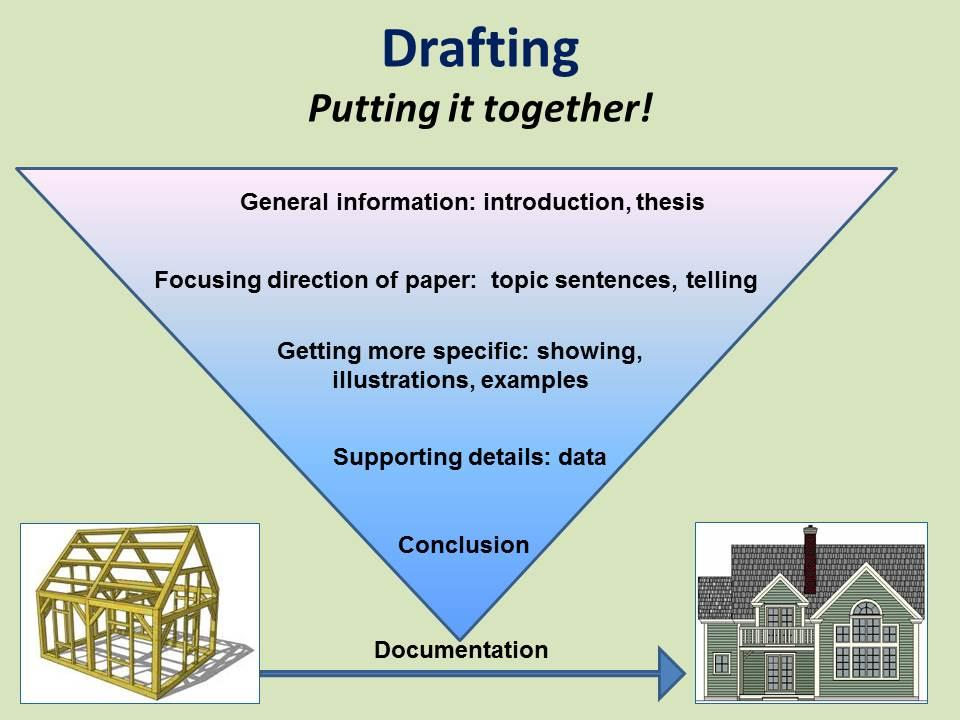 Drafting
Putting it together!
General information: introduction, thesis
Focusing direction of paper:  topic sentences, telling
Getting more specific: showing,
illustrations, examples
Supporting details: data
Conclusion
Documentation